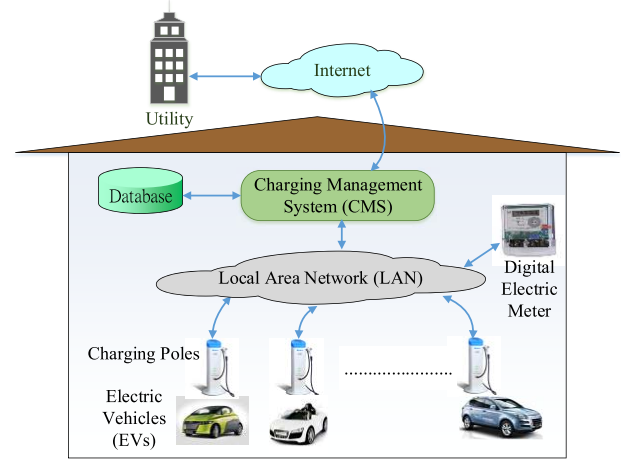 Internet
Utility
Charging Management
System (CMS)
Database
Local Area Network (LAN)
Digital
Electric
Meter
Charging Poles
.......................
Electric
Vehicles
(EVs)